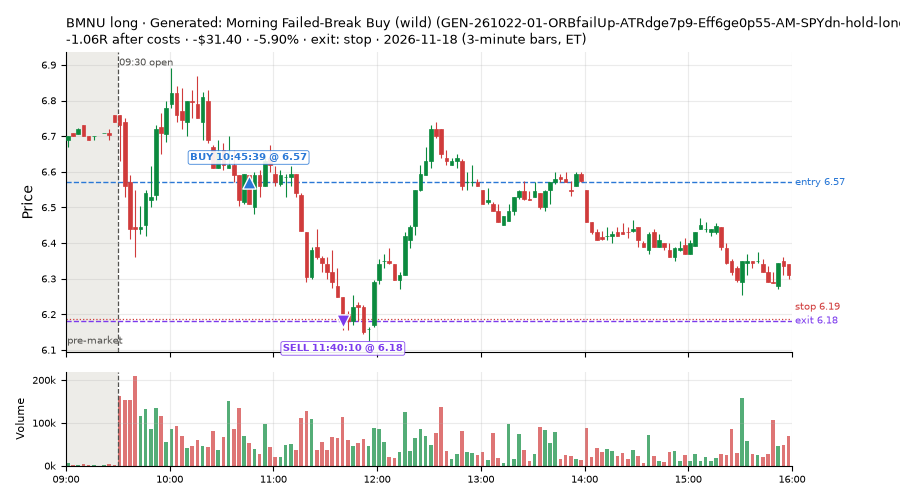 BMNU long · Generated: Morning Failed-Break Buy (wild) (GEN-261022-01-ORBfailUp-ATRdge7p9-Eff6ge0p55-AM-SPYdn-hold-lon
-1.06R after costs · -$31.40 · -5.90% · exit: stop · 2026-11-18 (3-minute bars, ET)
09:30 open
6.9
6.8
6.7
BUY 10:45:39 @ 6.57
6.6
entry 6.57
Price
6.5
6.4
6.3
stop 6.19
6.2
exit 6.18
pre-market
SELL 11:40:10 @ 6.18
6.1
200k
Volume
100k
0k
09:00 10:00 11:00 12:00 13:00 14:00 15:00 16:00